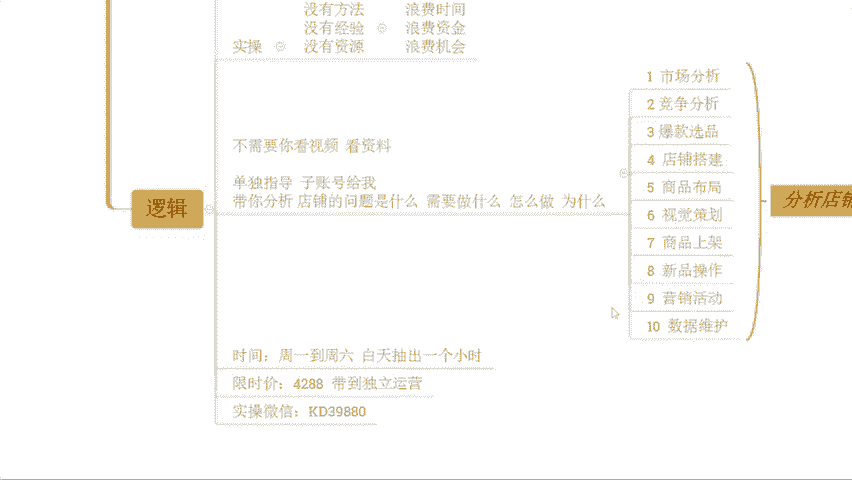 没有方法 浪费时间
没有经验 浪费资金
实操 没有资源 浪费机会
不需要你看视频 看资料
单独指导 子账号给我
带你分析 店铺的问题是什么 需要做什么 怎么做 为什么
逻辑
1 市场分析
2 竞争分析
3 爆款选品
4 店铺搭建
5 商品布局
6 视觉策划
7 商品上架
8 新品操作
9 营销活动
10 数据维护
分析店铺
时间：周一到周六 白天抽出一个小时
限时价：4288 带到独立运营
实操微信：KD39880